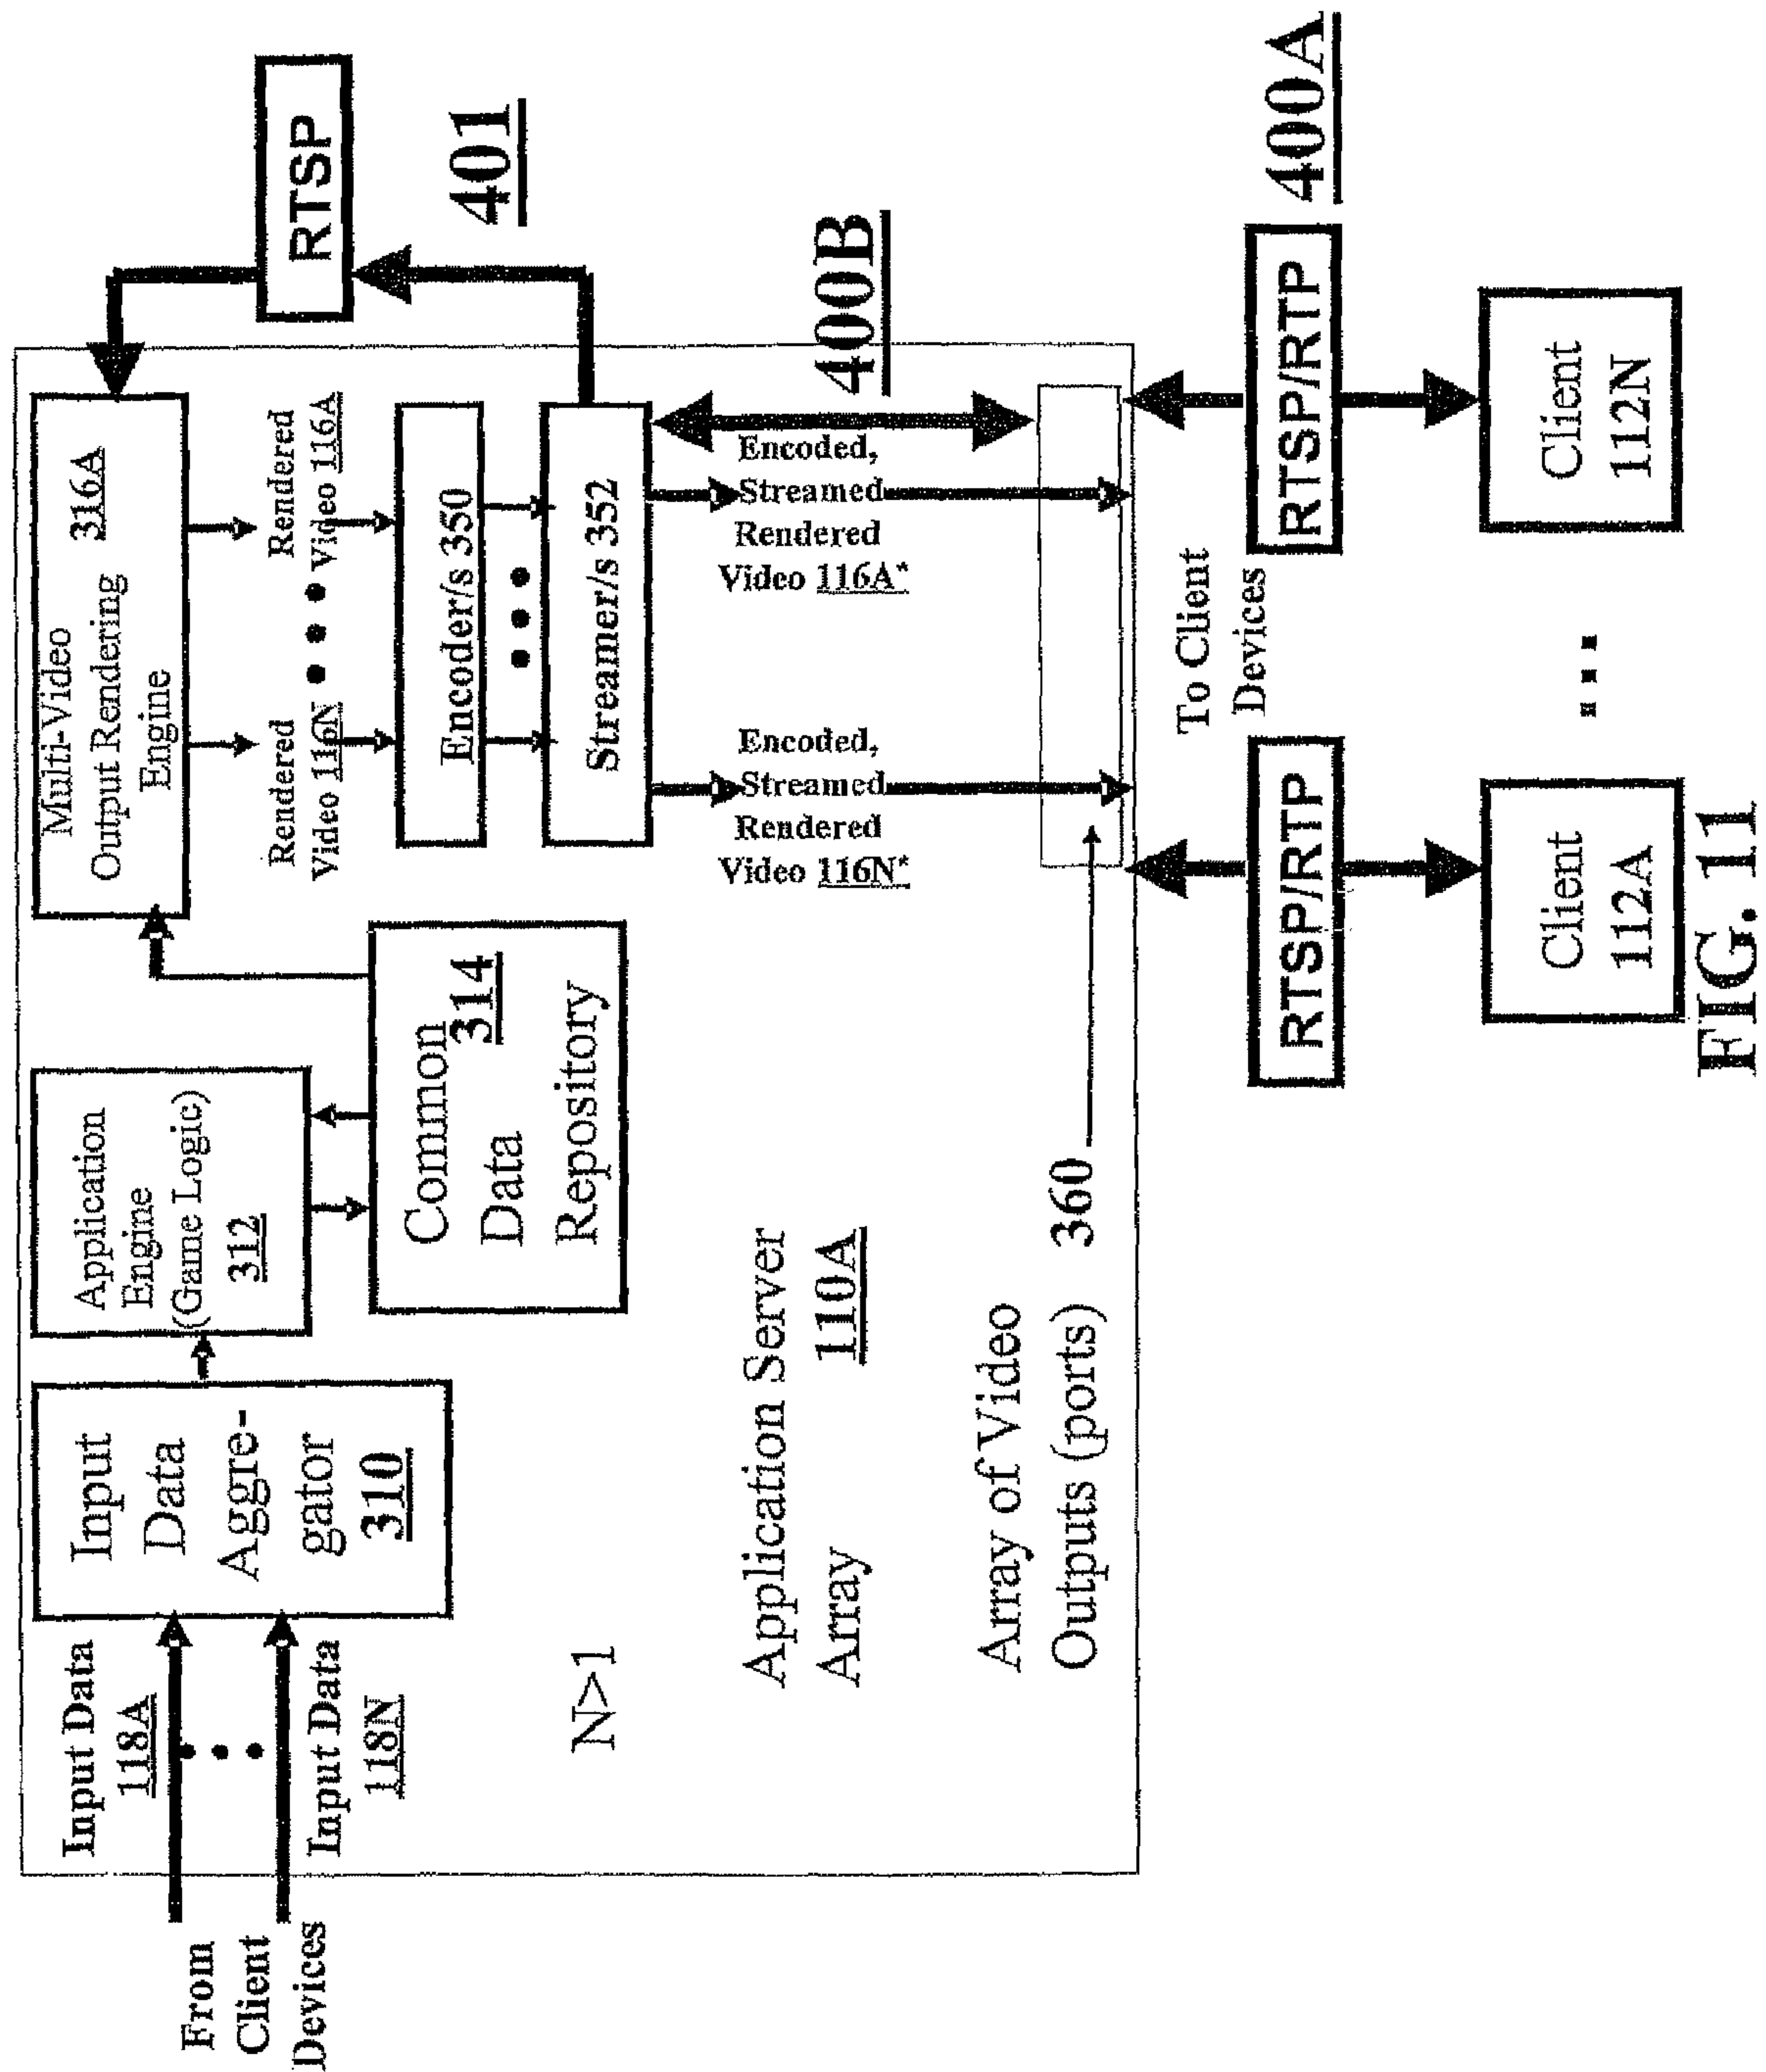 From
Client
Devices
Input Data
118A
Input Data
118N
Input
Data
Aggre-
gator
310
Application
Engine
(Game Logic)
312
Common
314
Data
Repository
Multi-Video
316A
Output Rendering
Engine
Rendered
Video 116N
Rendered
Video 116A
Encoder/s 350
Streamer/s 352
RTSP
401
400B
Encoded,
Streamed
Rendered
Video 116N*
Encoded,
Streamed
Rendered
Video 116A*
N>1
Application Server
Array 110A
Array of Video
Outputs (ports) 360
To Client
Devices
RTSP/RTP
RTSP/RTP
400A
Client
112A
Client
112N
FIG. 11